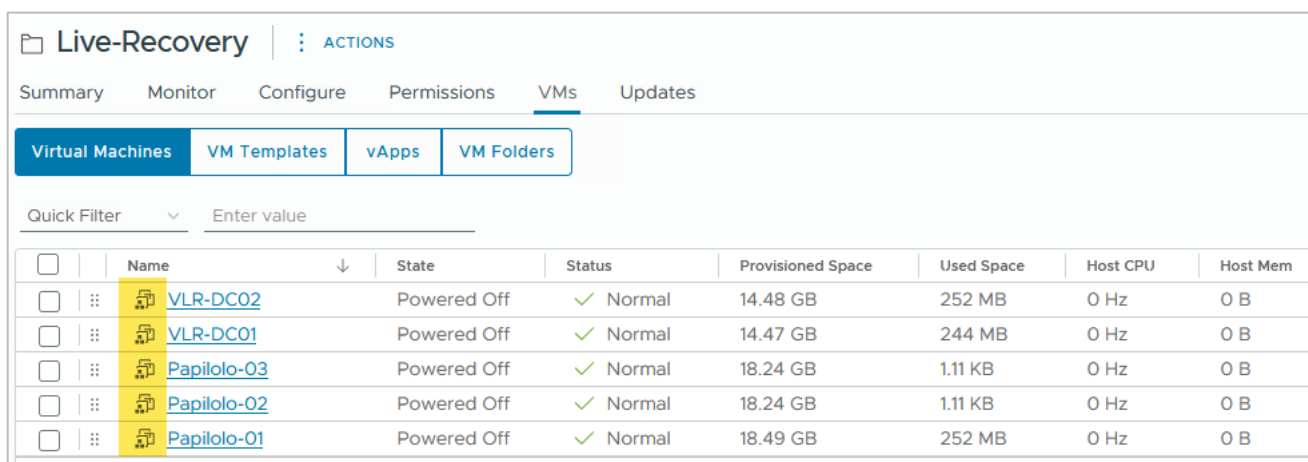 Live-Recovery ACTIONS
Summary Monitor Configure Permissions VMs Updates
Virtual Machines VM Templates vApps VM Folders
Quick Filter Enter value
Name State Status Provisioned Space Used Space Host CPU Host Mem
VLR-DC02 Powered Off Normal 14.48 GB 252 MB 0 Hz 0 B
VLR-DC01 Powered Off Normal 14.47 GB 244 MB 0 Hz 0 B
Papilolo-03 Powered Off Normal 18.24 GB 1.11 KB 0 Hz 0 B
Papilolo-02 Powered Off Normal 18.24 GB 1.11 KB 0 Hz 0 B
Papilolo-01 Powered Off Normal 18.49 GB 252 MB 0 Hz 0 B